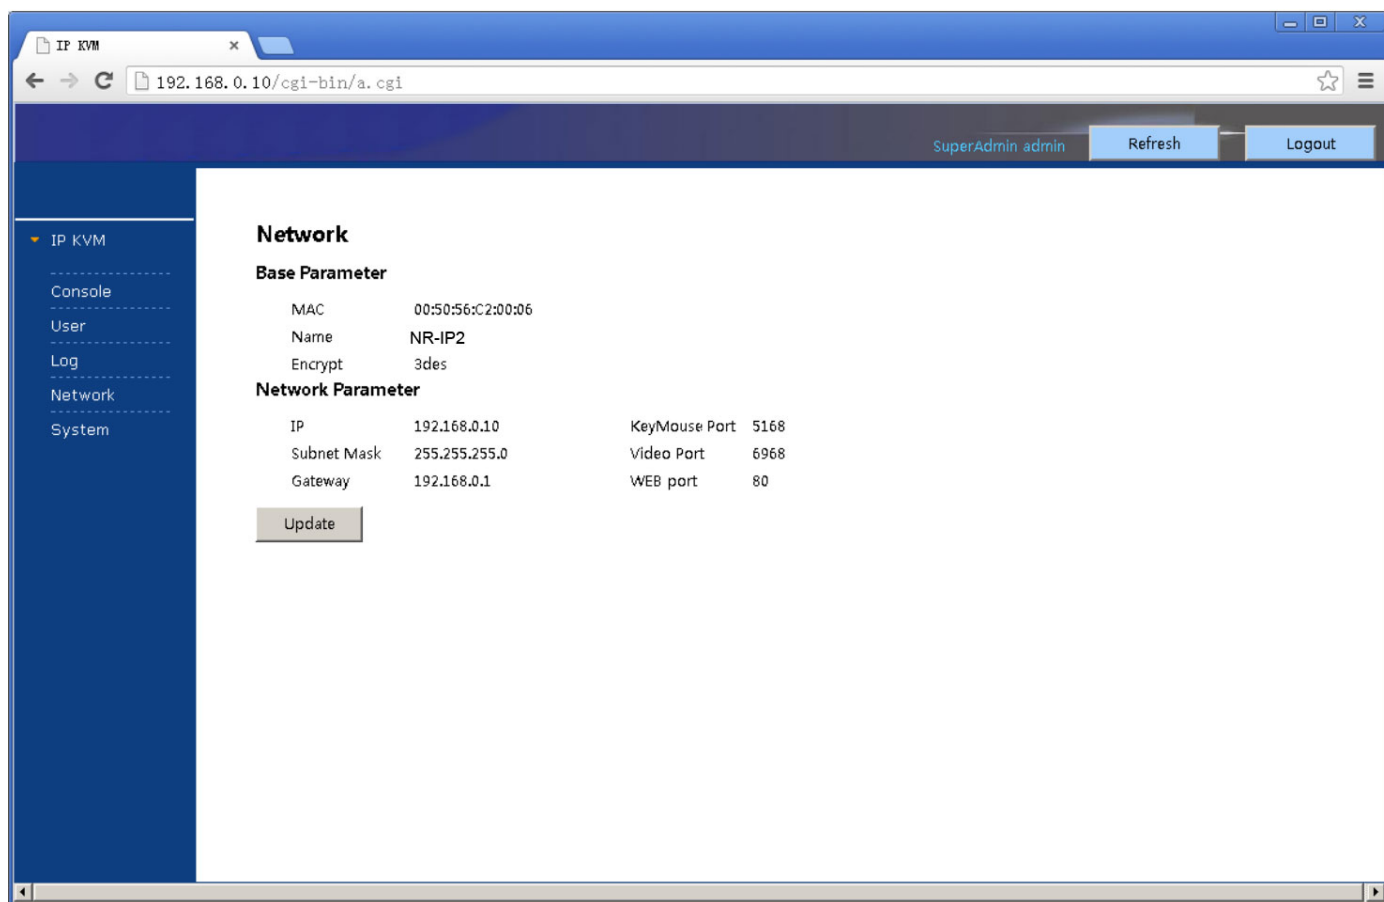 IP KVM
192.168.0.10/cgi-bin/a.cgi
SuperAdmin admin Refresh Logout
IP KVM
Console
User
Log
Network
System
Network
Base Parameter
MAC 00:50:56:C2:00:06
Name NR-IP2
Encrypt 3des
Network Parameter
IP 192.168.0.10 KeyMouse Port 5168
Subnet Mask 255.255.255.0 Video Port 6968
Gateway 192.168.0.1 WEB port 80
Update